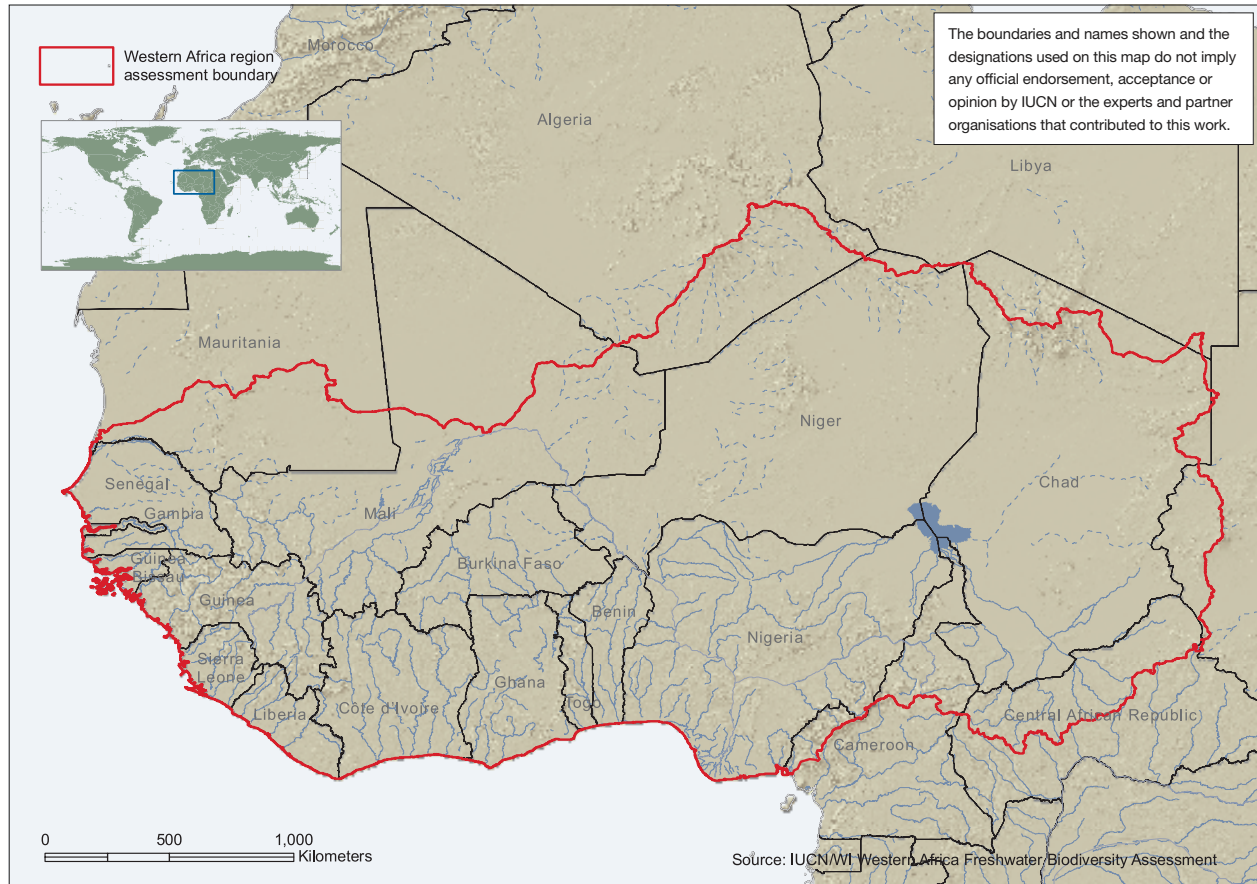 Western Africa region
assessment boundary
The boundaries and names shown and the
designations used on this map do not imply
any official endorsement, acceptance or
opinion by IUCN or the experts and partner
organisations that contributed to this work.
Morocco
Algeria
Libya
Mauritania
Niger
Chad
Senegal
Gambia
Mali
Guinea
Bissau
Burkina Faso
Guinea
Benin
Nigeria
Sierra
Leone
Ghana
Togo
Liberia
Côte d'Ivoire
Central African Republic
Cameroon
0 500 1,000
Kilometers
Source: IUCN/WI Western Africa Freshwater Biodiversity Assessment